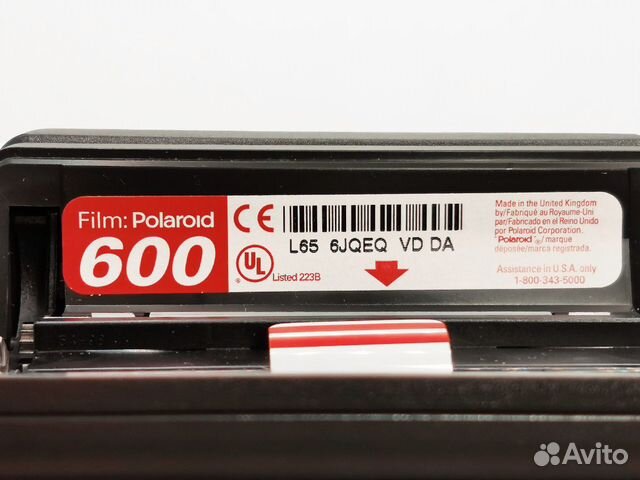 Film: Polaroid
600
CE
UL
Listed 223B
L65 6JQEQ VD DA
Made in the United Kingdom
by/Fabriqué au Royaume-Uni
par/Fabricado en el Reino Unido
por Polaroid Corporation.
"Polaroid"®/marque
déposée/marca registrada.
Assistance in U.S.A. only
1-800-343-5000
Avito